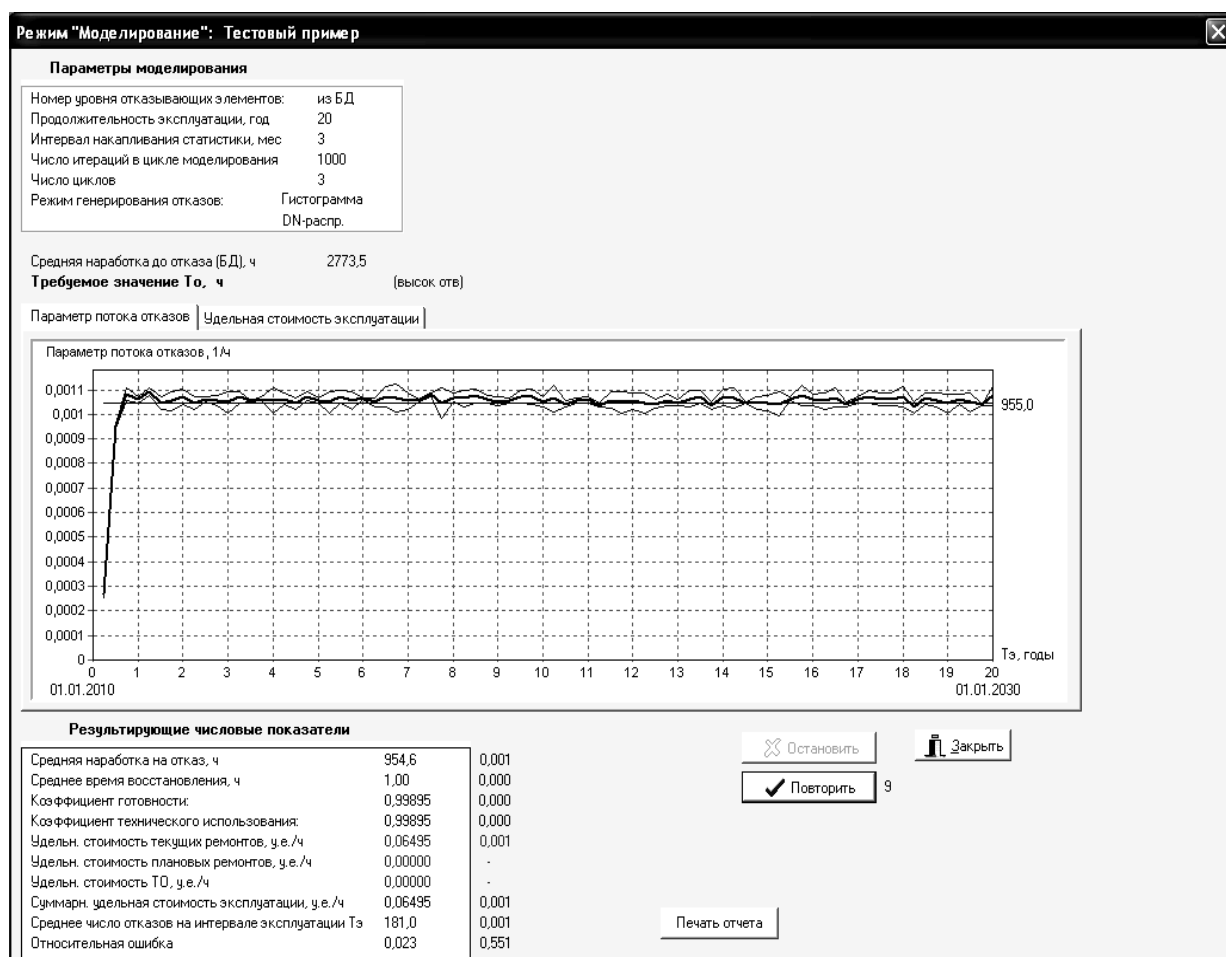 Режим "Моделирование":  Тестовый пример
Параметры моделирования
Номер уровня отказывающих элементов: из БД
Продолжительность эксплуатации, год 20
Интервал накапливания статистики, мес 3
Число итераций в цикле моделирования 1000
Число циклов 3
Режим генерирования отказов: Гистограмма
DN-распр.
Средняя наработка до отказа (БД), ч 2773,5
Требуемое значение То, ч (высок отв)
Параметр потока отказов Удельная стоимость эксплуатации
Параметр потока отказов, 1/ч
0,0011
0,001
955,0
0,0009
0,0008
0,0007
0,0006
0,0005
0,0004
0,0003
0,0002
0,0001
0
Тэ, годы
0 1 2 3 4 5 6 7 8 9 10 11 12 13 14 15 16 17 18 19 20
01.01.2010 01.01.2030
Результирующие числовые показатели
Средняя наработка на отказ, ч 954,6 0,001
Среднее время восстановления, ч 1,00 0,000
Коэффициент готовности: 0,99895 0,000
Коэффициент технического использования: 0,99895 0,000
Удельн. стоимость текущих ремонтов, у.е./ч 0,06495 0,001
Удельн. стоимость плановых ремонтов, у.е./ч 0,00000 -
Удельн. стоимость ТО, у.е./ч 0,00000 -
Суммарн. удельная стоимость эксплуатации, у.е./ч 0,06495 0,001
Среднее число отказов на интервале эксплуатации Тэ 181,0 0,001
Относительная ошибка 0,023 0,551
Остановить
Закрыть
Повторить 9
Печать отчета